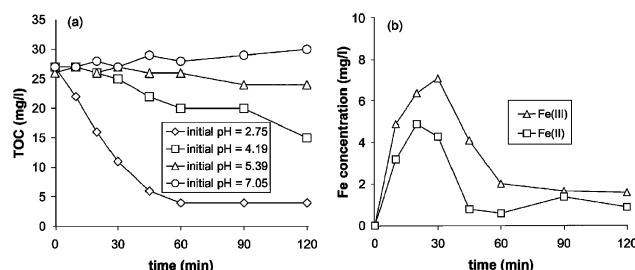 (a)
35
30
25
20
15
10
5
0
TOC (mg/l)
initial pH = 2.75
initial pH = 4.19
initial pH = 5.39
initial pH = 7.05
0 30 60 90 120
time (min)
(b)
10
8
6
4
2
0
Fe concentration (mg/l)
Fe(III)
Fe(II)
0 30 60 90 120
time (min)